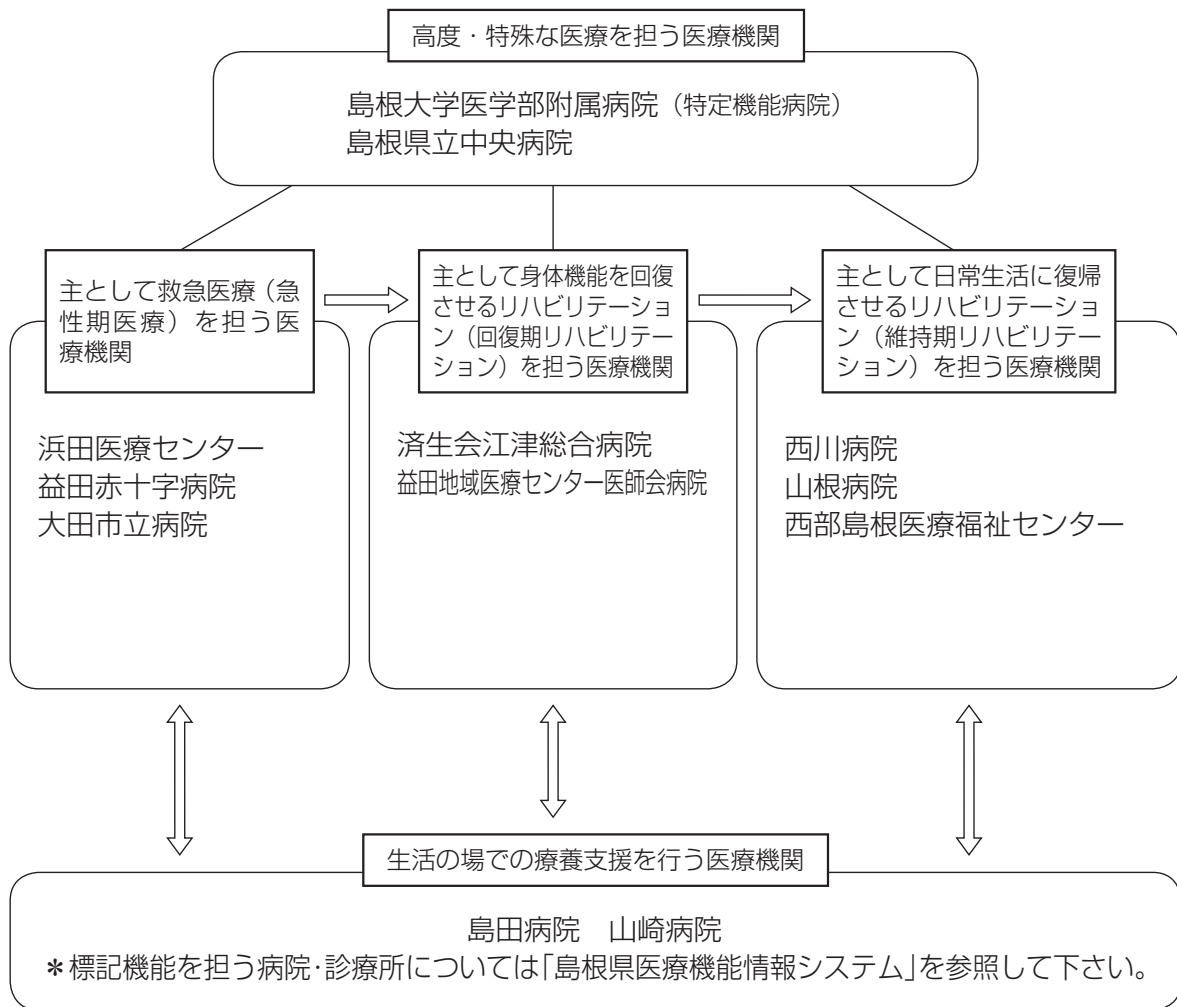 高度・特殊な医療を担う医療機関
島根大学医学部附属病院（特定機能病院）
島根県立中央病院
主として救急医療（急
性期医療）を担う医
療機関
浜田医療センター
益田赤十字病院
大田市立病院
主として身体機能を回復
させるリハビリテーショ
ン（回復期リハビリテー
ション）を担う医療機関
済生会江津総合病院
益田地域医療センター医師会病院
主として日常生活に復帰
させるリハビリテーショ
ン（維持期リハビリテー
ション）を担う医療機関
西川病院
山根病院
西部島根医療福祉センター
生活の場での療養支援を行う医療機関
島田病院　山崎病院
＊標記機能を担う病院・診療所については「島根県医療機能情報システム」を参照して下さい。